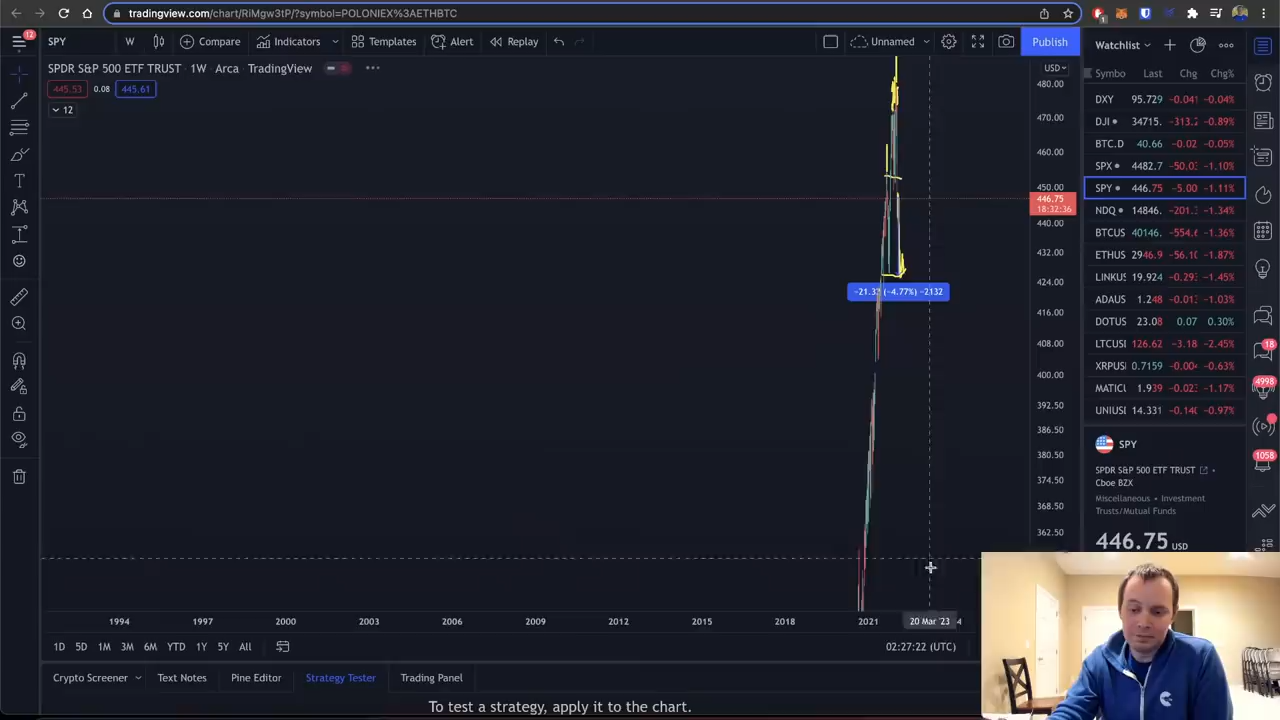 tradingview.com/chart/RiMgw3tP/?symbol=POLONIEX%3AETHBTC
12
SPY
W
Compare
Indicators
Templates
Alert
Replay
Unnamed
Publish
Watchlist
SPDR S&P 500 ETF TRUST · 1W · Arca TradingView
USD
445.53 0.08 445.61
12
480.00
470.00
460.00
450.00
446.75
18:32:36
440.00
432.00
424.00
416.00
408.00
400.00
392.50
386.50
380.50
374.50
368.50
362.50
-21.32 (-4.77%) -2132
Symbo Last Chg Chg%
DXY 95.729 -0.041 -0.04%
DJI 34715. -313.2 -0.89%
BTC.D 40.66 -0.02 -0.05%
SPX 4482.7 -50.03 -1.10%
SPY 446.75 -5.00 -1.11%
NDQ 14846. -201.3 -1.34%
BTCUS 40146. -554.6 -1.36%
ETHUS 2946.9 -56.10 -1.87%
LINKUS 19.924 -0.293 -1.45%
ADAUS 1.248 -0.013 -1.03%
DOTUS 23.08 0.07 0.30%
LTCUSI 126.62 -3.18 -2.45%
XRPUSI 0.7159 -0.004 -0.63%
MATICU 1.939 -0.023 -1.17%
UNIUSI 14.331 -0.140 -0.97%
18
4998
1058
SPY
SPDR S&P 500 ETF TRUST
Cboe BZX
Miscellaneous • Investment
Trusts/Mutual Funds
446.75 USD
1994 1997 2000 2003 2006 2009 2012 2015 2018 2021 20 Mar '23 4
1D 5D 1M 3M 6M YTD 1Y 5Y All
02:27:22 (UTC)
Crypto Screener Text Notes Pine Editor Strategy Tester Trading Panel
To test a strategy, apply it to the chart.